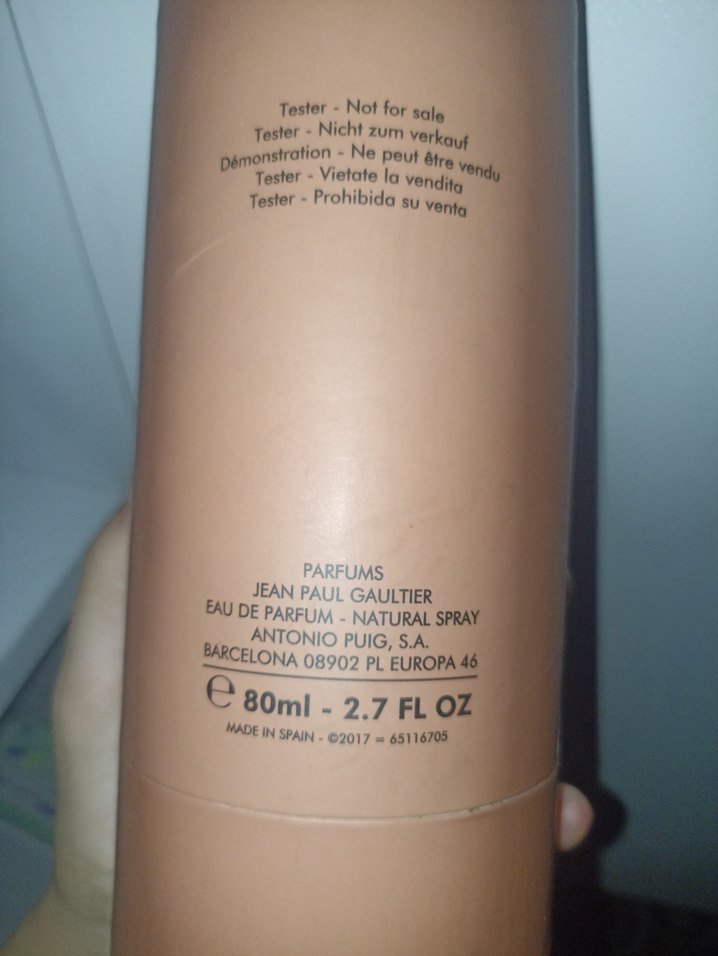 Tester - Not for sale
Tester - Nicht zum verkauf
Démonstration - Ne peut être vendu
Tester - Vietate la vendita
Tester - Prohibida su venta
PARFUMS
JEAN PAUL GAULTIER
EAU DE PARFUM - NATURAL SPRAY
ANTONIO PUIG, S.A.
BARCELONA 08902 PL EUROPA 46
℮ 80ml - 2.7 FL OZ
MADE IN SPAIN - ©2017 = 65116705